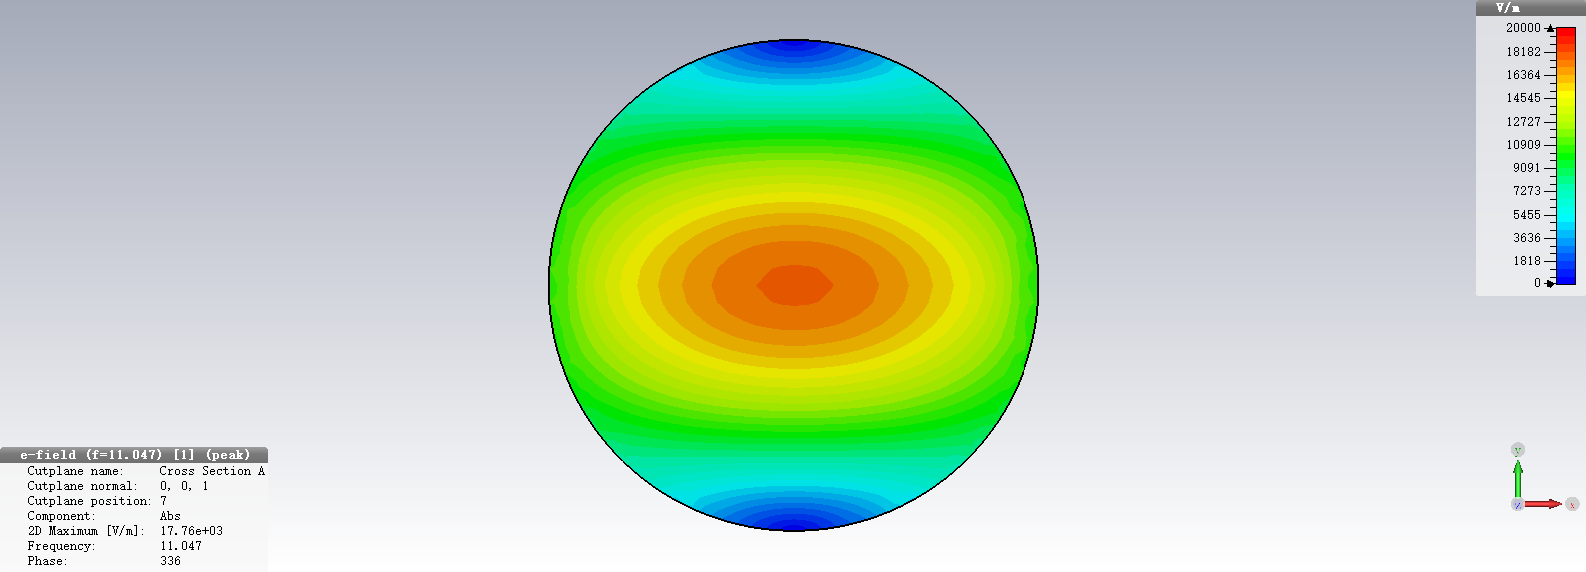 V/m
20000
18182
16364
14545
12727
10909
9091
7273
5455
3636
1818
0
e-field (f=11.047) [1] (peak)
Cutplane name: Cross Section A
Cutplane normal: 0, 0, 1
Cutplane position: 7
Component: Abs
2D Maximum [V/m]: 17.76e+03
Frequency: 11.047
Phase: 336
Y
Z
X